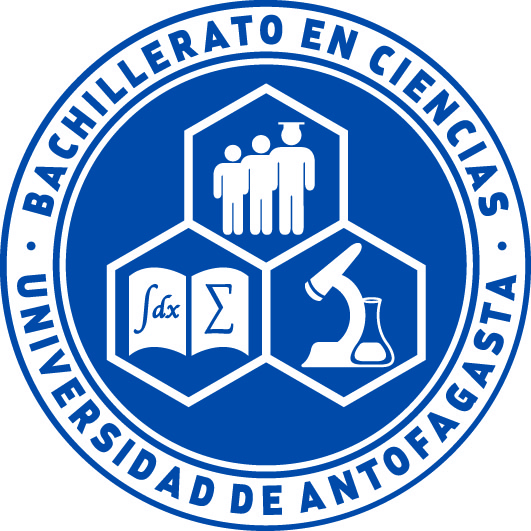 BACHILLERATO EN CIENCIAS
∫dx Σ
· UNIVERSIDAD DE ANTOFAGASTA ·